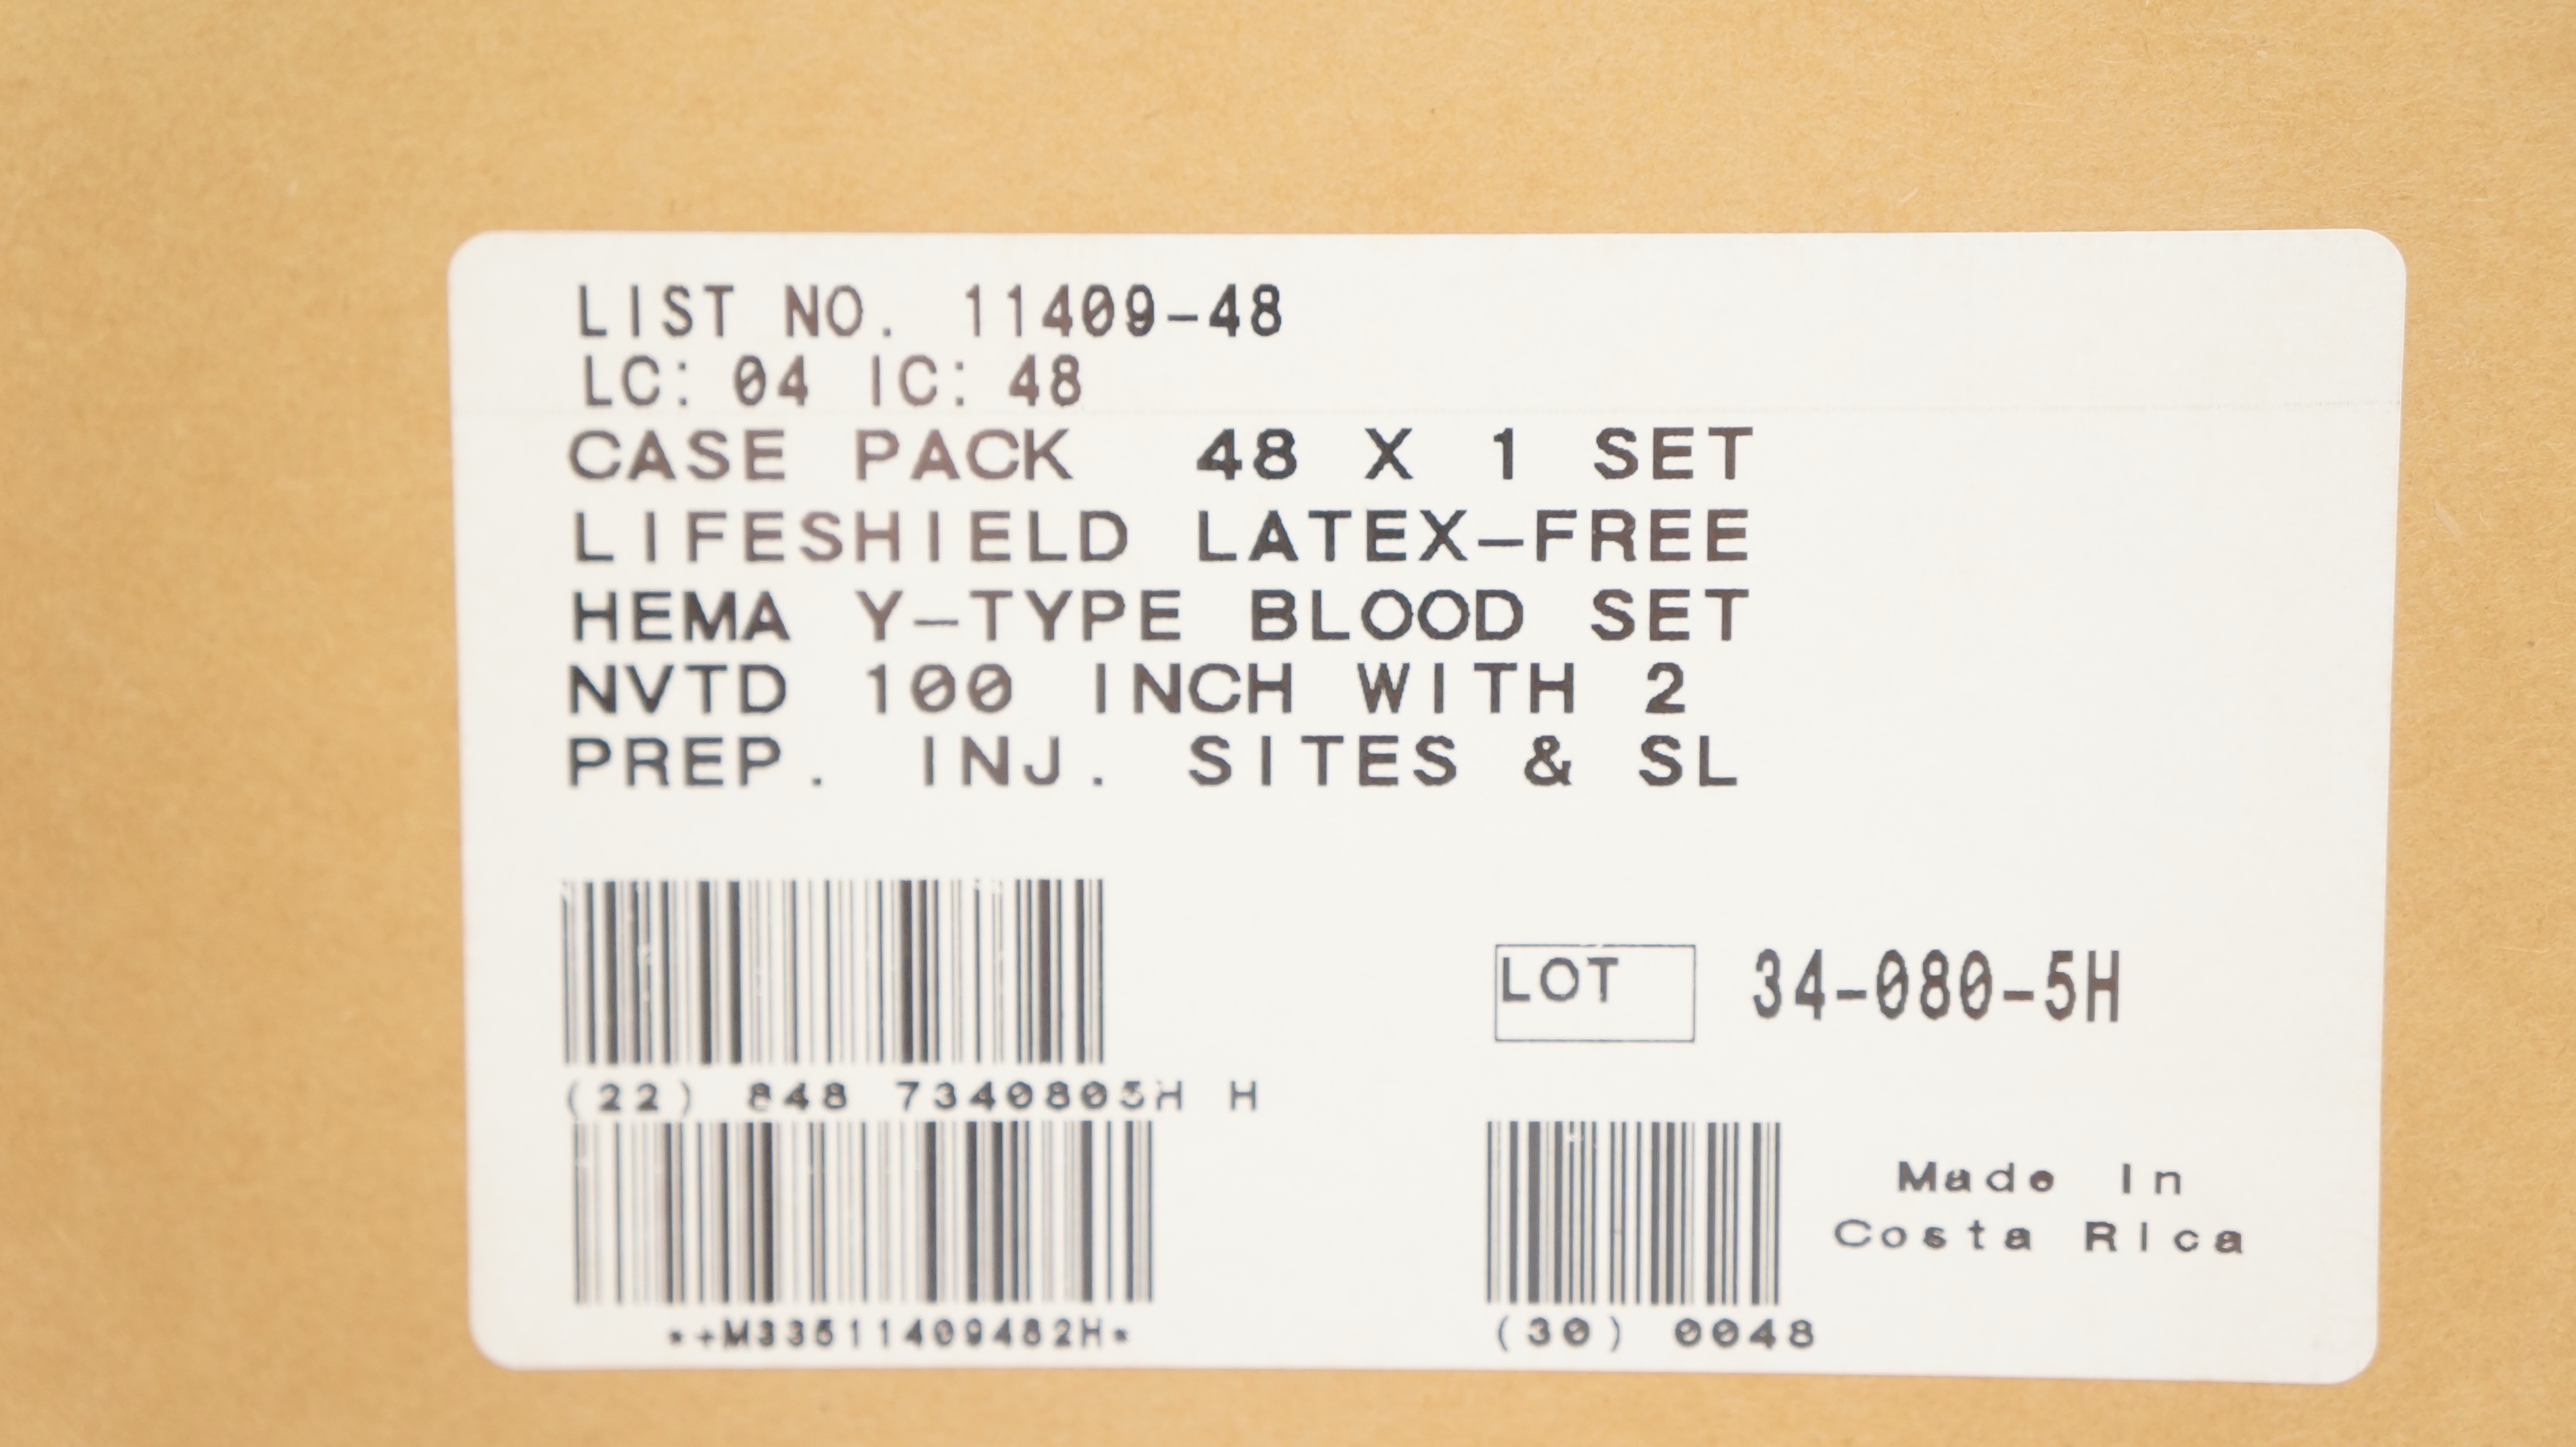 LIST NO. 11409-48
LC: 04 IC: 48
CASE PACK 48 X 1 SET
LIFESHIELD LATEX-FREE
HEMA Y-TYPE BLOOD SET
NVTD 100 INCH WITH 2
PREP. INJ. SITES & SL
LOT 34-080-5H
(22) 848 7340805H H
Made In
Costa Rica
*+M33511409482H*
(30) 0048